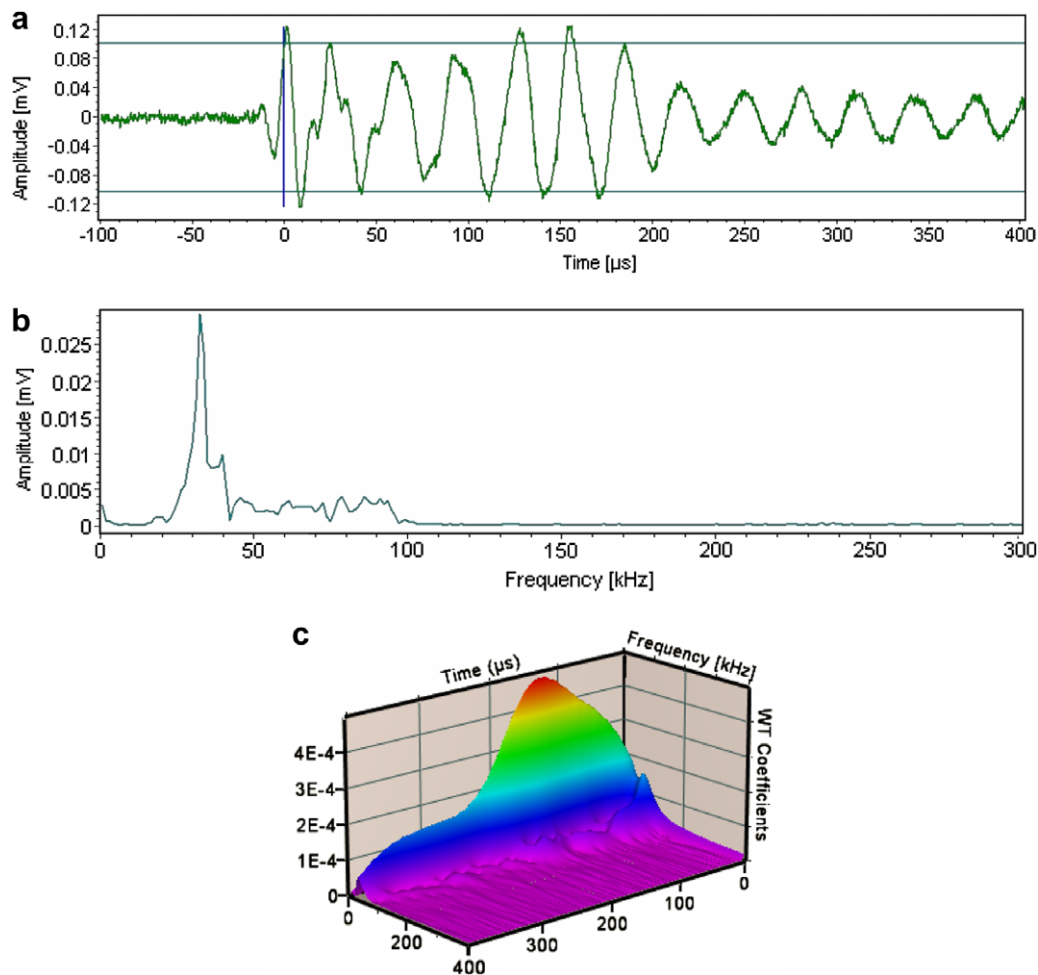 a
0.12
0.08
0.04
0
-0.04
-0.08
-0.12
Amplitude [mV]
-100 -50 0 50 100 150 200 250 300 350 400
Time [µs]
b
0.025
0.02
0.015
0.01
0.005
0
Amplitude [mV]
0 50 100 150 200 250 300
Frequency [kHz]
c
Time (µs)
Frequency [kHz]
WT Coefficients
4E-4
3E-4
2E-4
1E-4
0
0 200 400
300 200 100 0